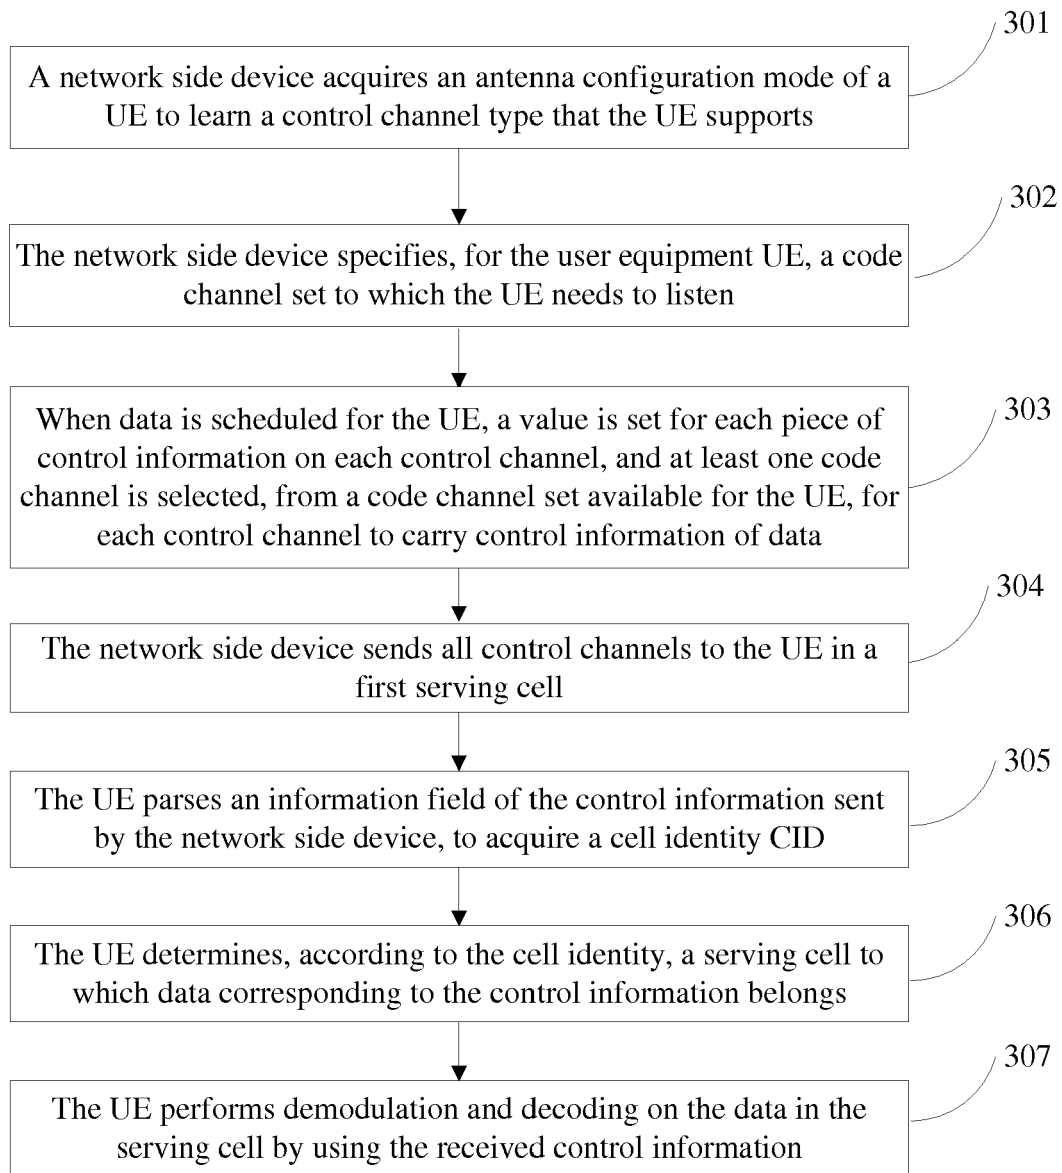 301
A network side device acquires an antenna configuration mode of a
UE to learn a control channel type that the UE supports
302
The network side device specifies, for the user equipment UE, a code
channel set to which the UE needs to listen
303
When data is scheduled for the UE, a value is set for each piece of
control information on each control channel, and at least one code
channel is selected, from a code channel set available for the UE, for
each control channel to carry control information of data
304
The network side device sends all control channels to the UE in a
first serving cell
305
The UE parses an information field of the control information sent
by the network side device, to acquire a cell identity CID
306
The UE determines, according to the cell identity, a serving cell to
which data corresponding to the control information belongs
307
The UE performs demodulation and decoding on the data in the
serving cell by using the received control information